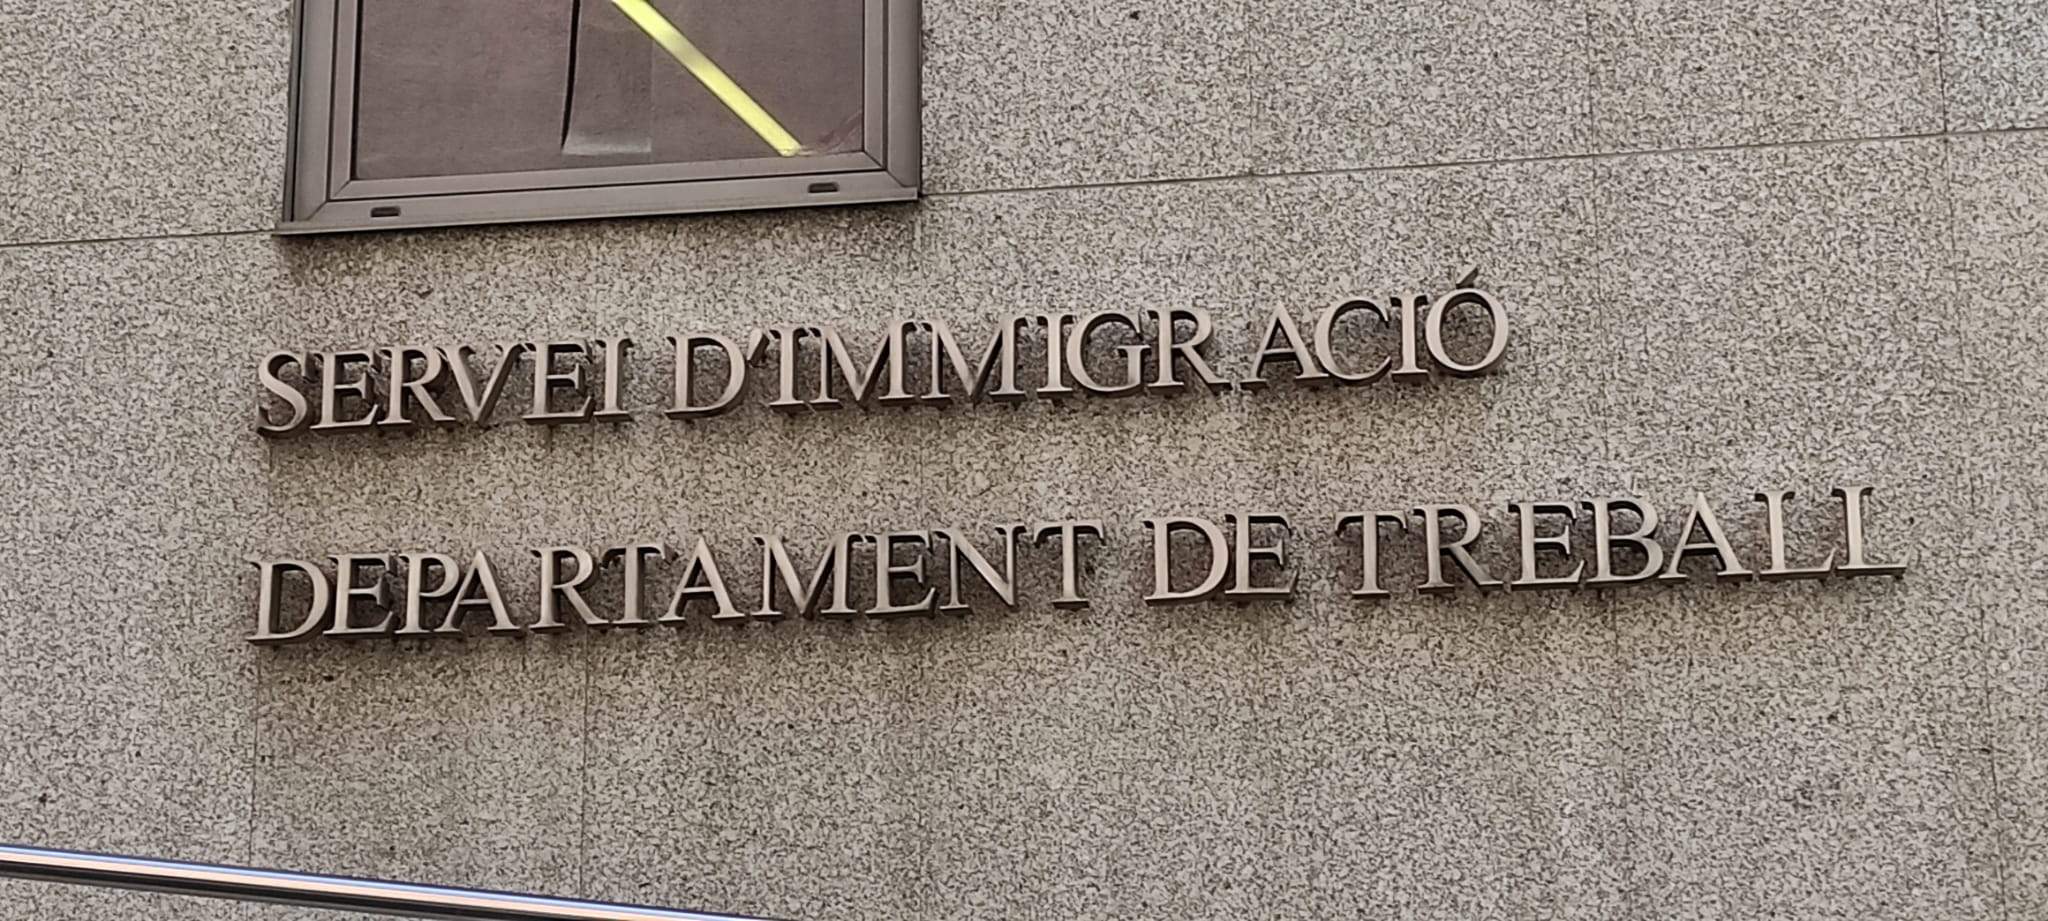 SERVEI D'IMMIGRACIÓ
DEPARTAMENT DE TREBALL